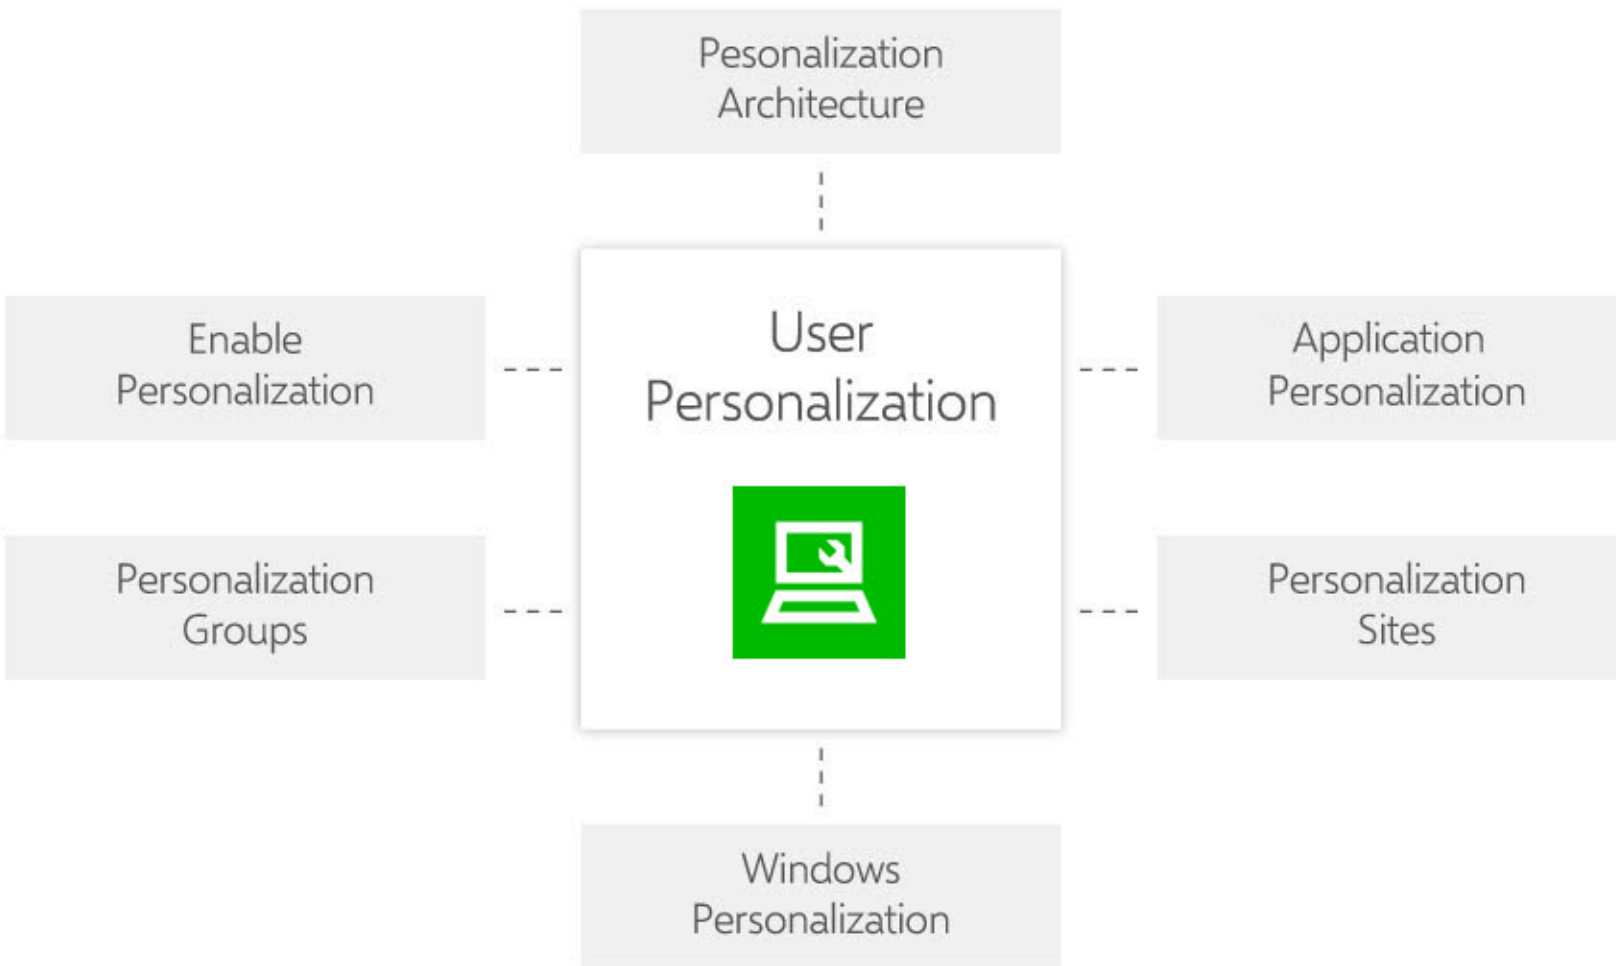 Pesonalization
Architecture
Enable
Personalization
User
Personalization
Application
Personalization
Personalization
Groups
Personalization
Sites
Windows
Personalization